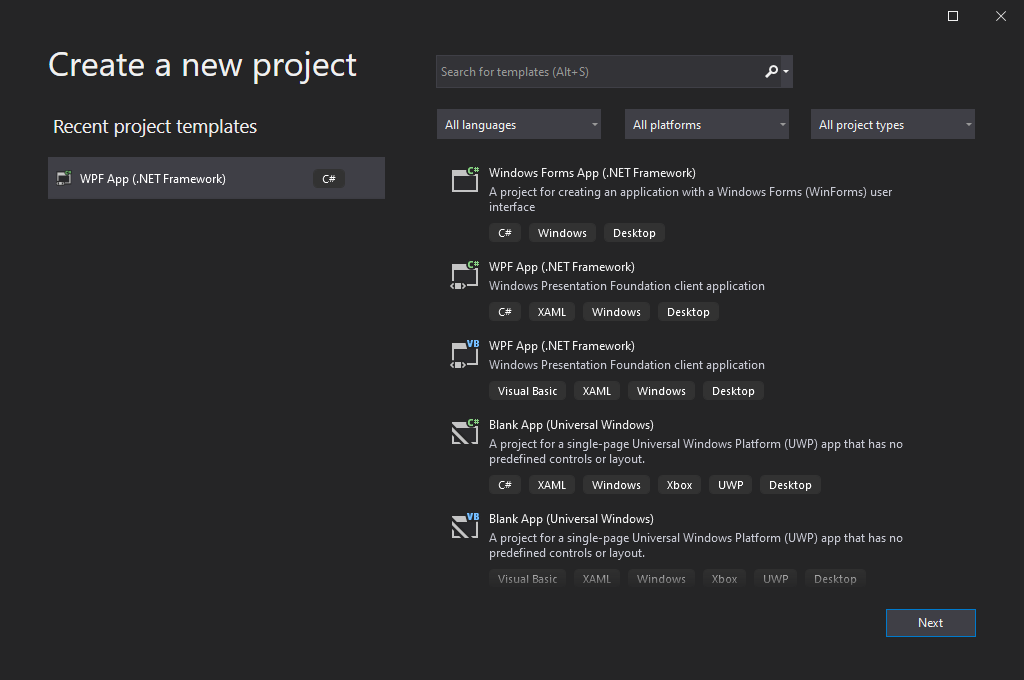 Create a new project
Search for templates (Alt+S)
Recent project templates
All languages
All platforms
All project types
WPF App (.NET Framework)
C#
C#
Windows Forms App (.NET Framework)
A project for creating an application with a Windows Forms (WinForms) user
interface
C# Windows Desktop
C#
WPF App (.NET Framework)
Windows Presentation Foundation client application
C# XAML Windows Desktop
VB
WPF App (.NET Framework)
Windows Presentation Foundation client application
Visual Basic XAML Windows Desktop
C#
Blank App (Universal Windows)
A project for a single-page Universal Windows Platform (UWP) app that has no
predefined controls or layout.
C# XAML Windows Xbox UWP Desktop
VB
Blank App (Universal Windows)
A project for a single-page Universal Windows Platform (UWP) app that has no
predefined controls or layout.
Visual Basic XAML Windows Xbox UWP Desktop
Next